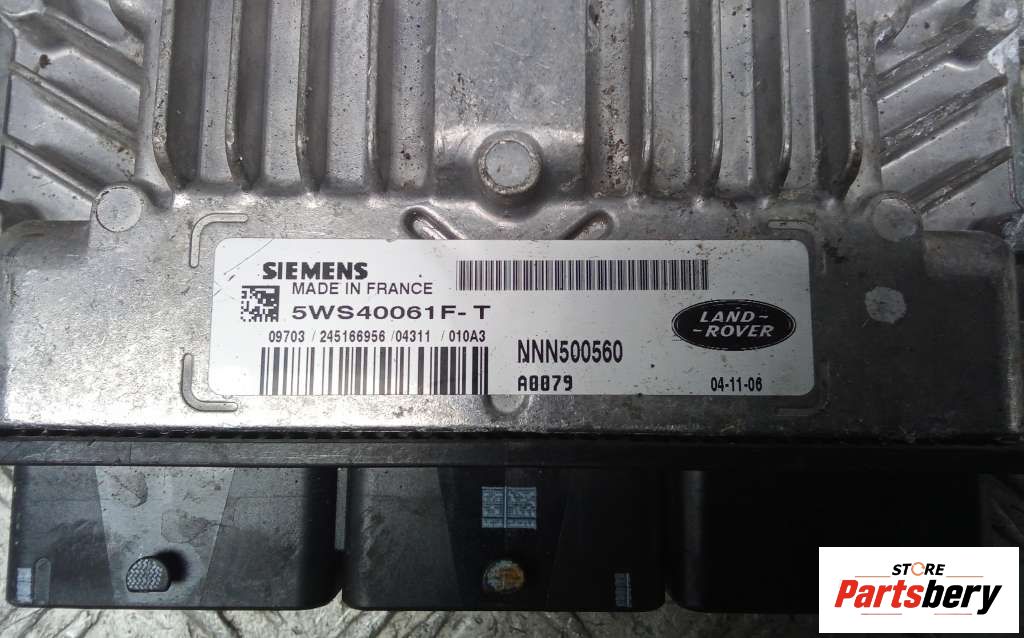 SIEMENS
MADE IN FRANCE
5WS40061F-T
09703 / 245166956 / 04311 / 010A3
LAND-
-ROVER
NNN500560
A0079
04-11-06
STORE
Partsbery